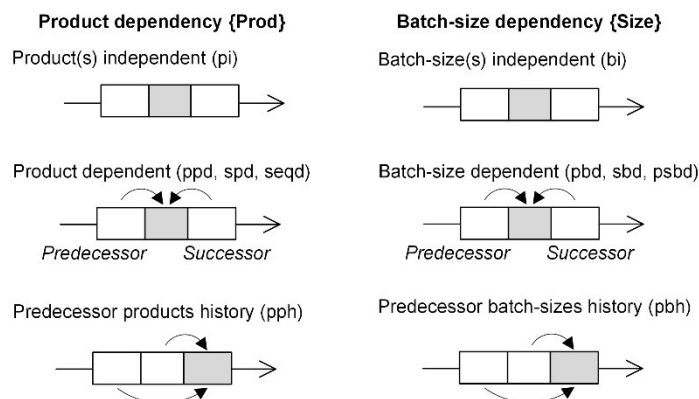 Product dependency {Prod}
Product(s) independent (pi)
Product dependent (ppd, spd, seqd)
Predecessor Successor
Predecessor products history (pph)
Batch-size dependency {Size}
Batch-size(s) independent (bi)
Batch-size dependent (pbd, sbd, psbd)
Predecessor Successor
Predecessor batch-sizes history (pbh)